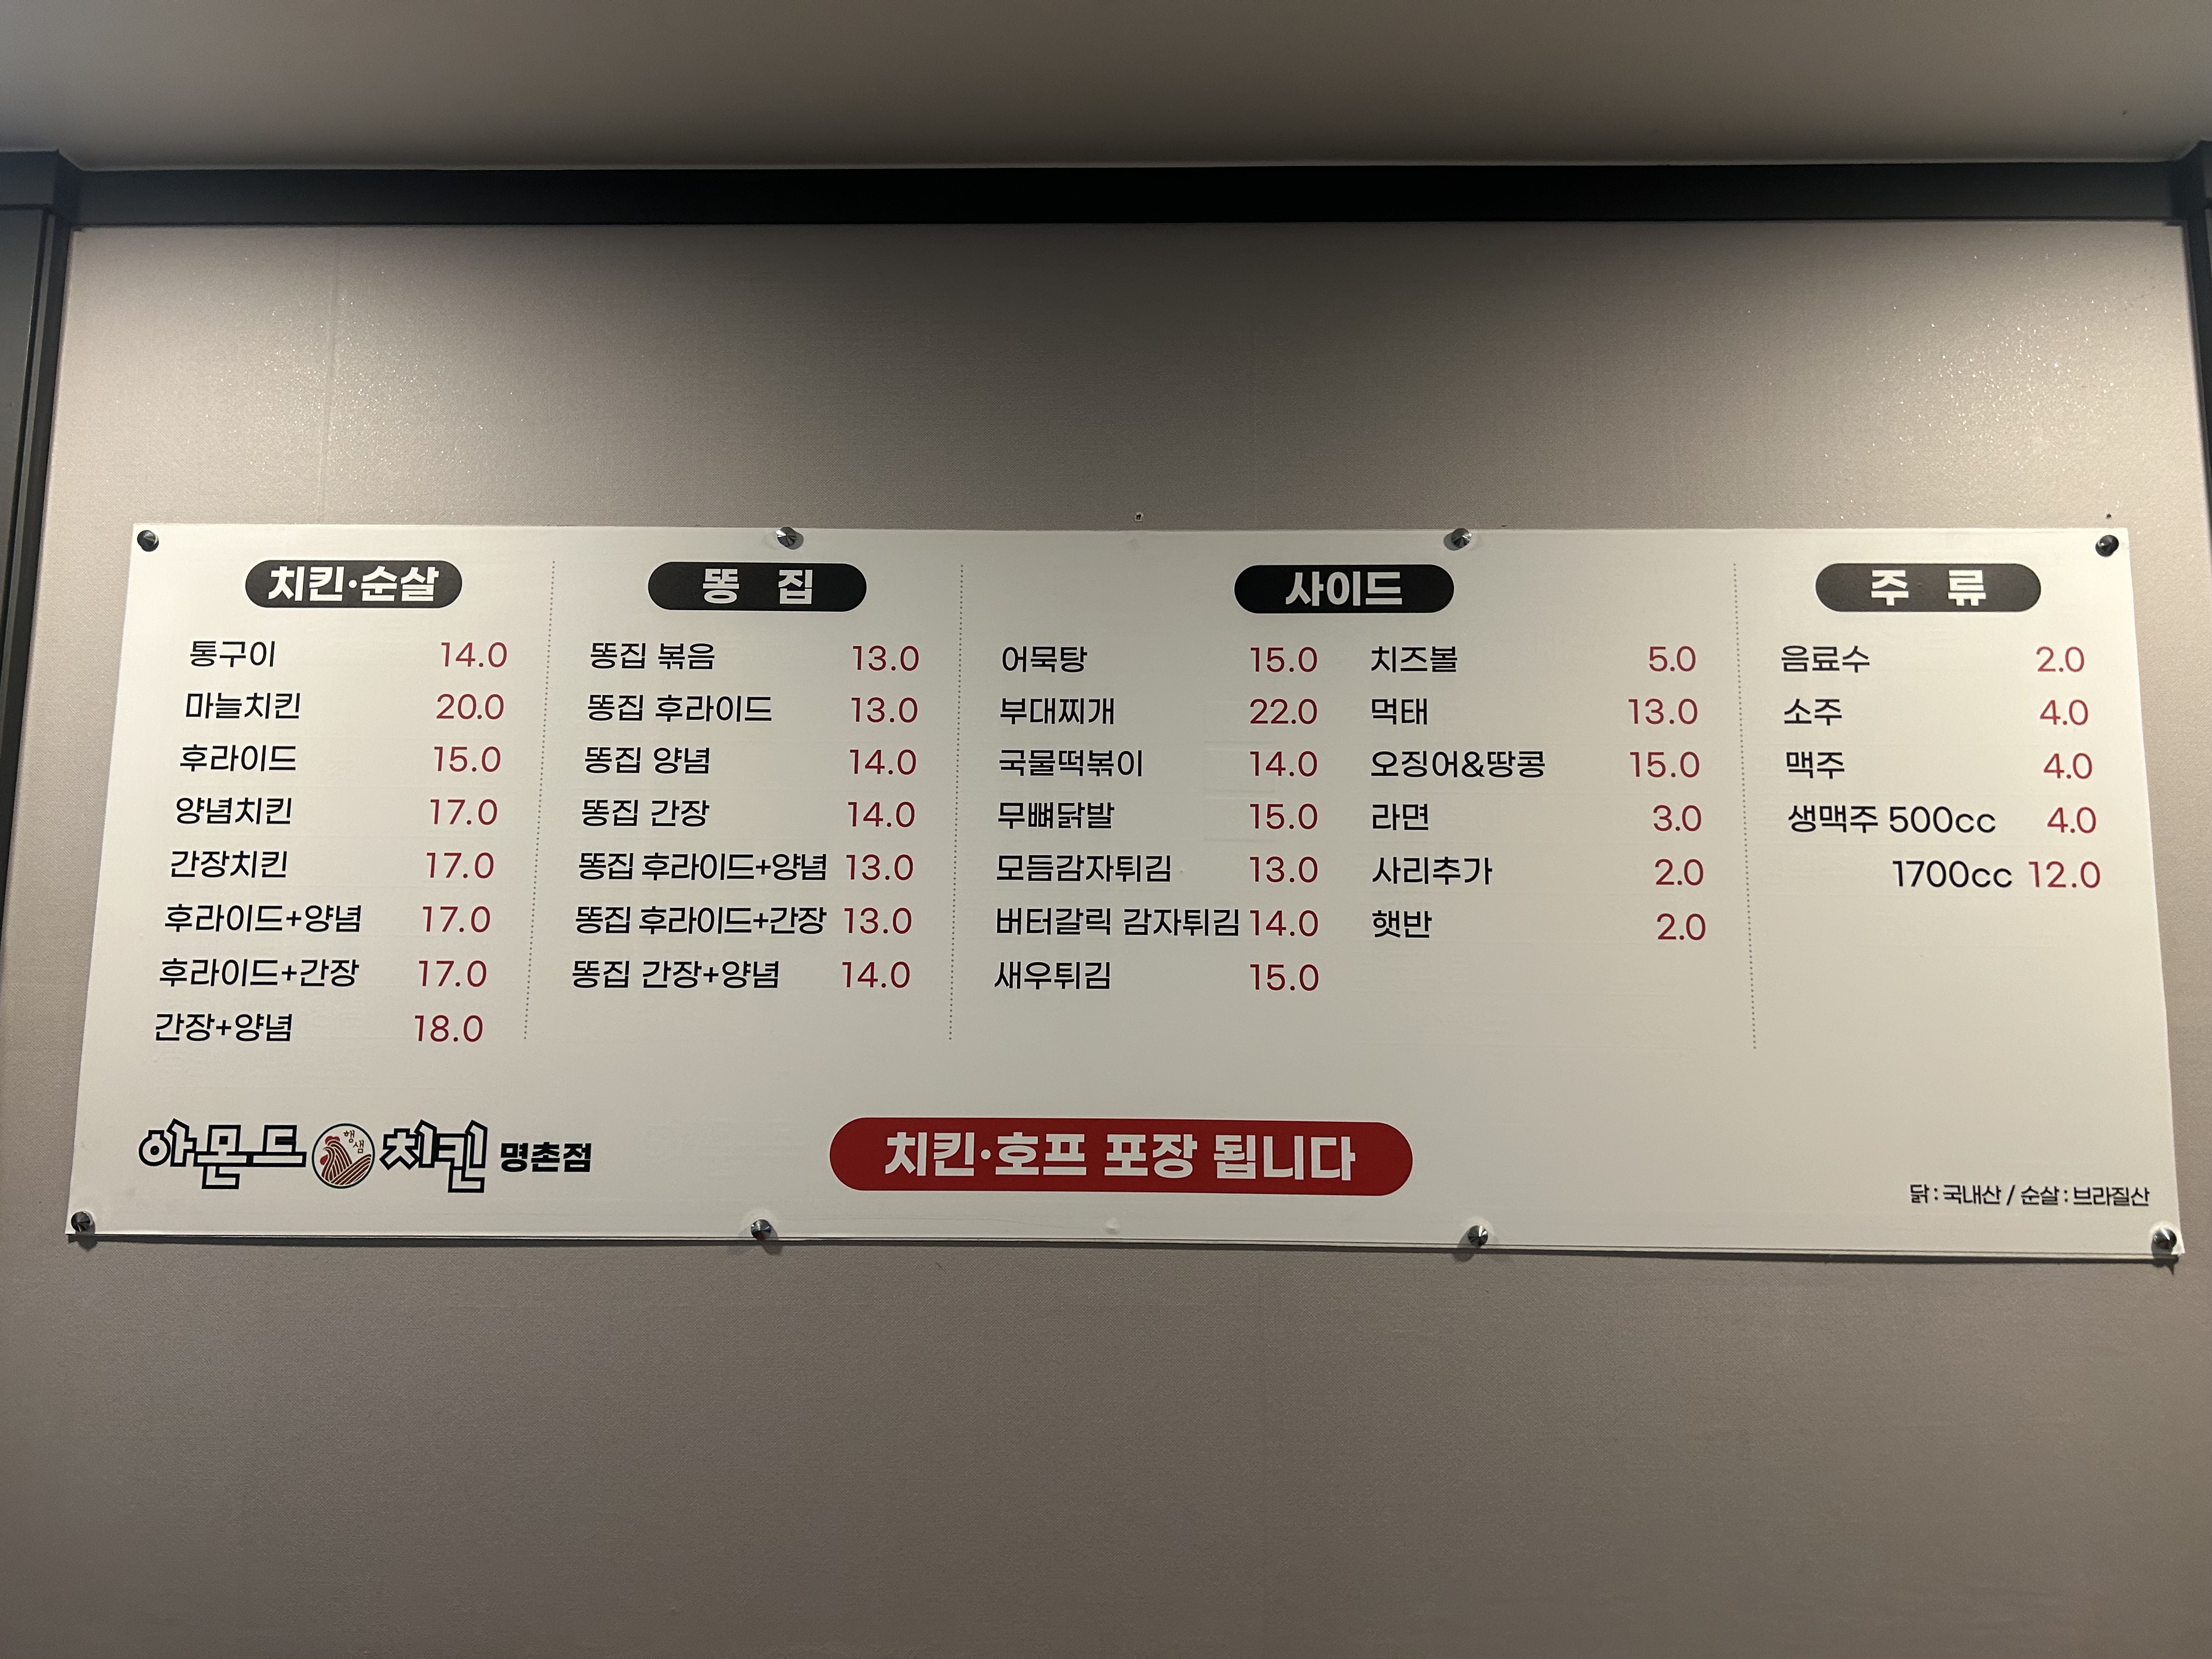 치킨·순살
통구이 14.0
마늘치킨 20.0
후라이드 15.0
양념치킨 17.0
간장치킨 17.0
후라이드+양념 17.0
후라이드+간장 17.0
간장+양념 18.0
똥 집
똥집 볶음 13.0
똥집 후라이드 13.0
똥집 양념 14.0
똥집 간장 14.0
똥집 후라이드+양념 13.0
똥집 후라이드+간장 13.0
똥집 간장+양념 14.0
사이드
어묵탕 15.0
부대찌개 22.0
국물떡볶이 14.0
무뼈닭발 15.0
모듬감자튀김 13.0
버터갈릭 감자튀김 14.0
새우튀김 15.0
치즈볼 5.0
먹태 13.0
오징어&땅콩 15.0
라면 3.0
사리추가 2.0
햇반 2.0
주 류
음료수 2.0
소주 4.0
맥주 4.0
생맥주 500cc 4.0
1700cc 12.0
아몬드 행샘 치킨 명촌점
치킨·호프 포장 됩니다
닭 : 국내산 / 순살 : 브라질산